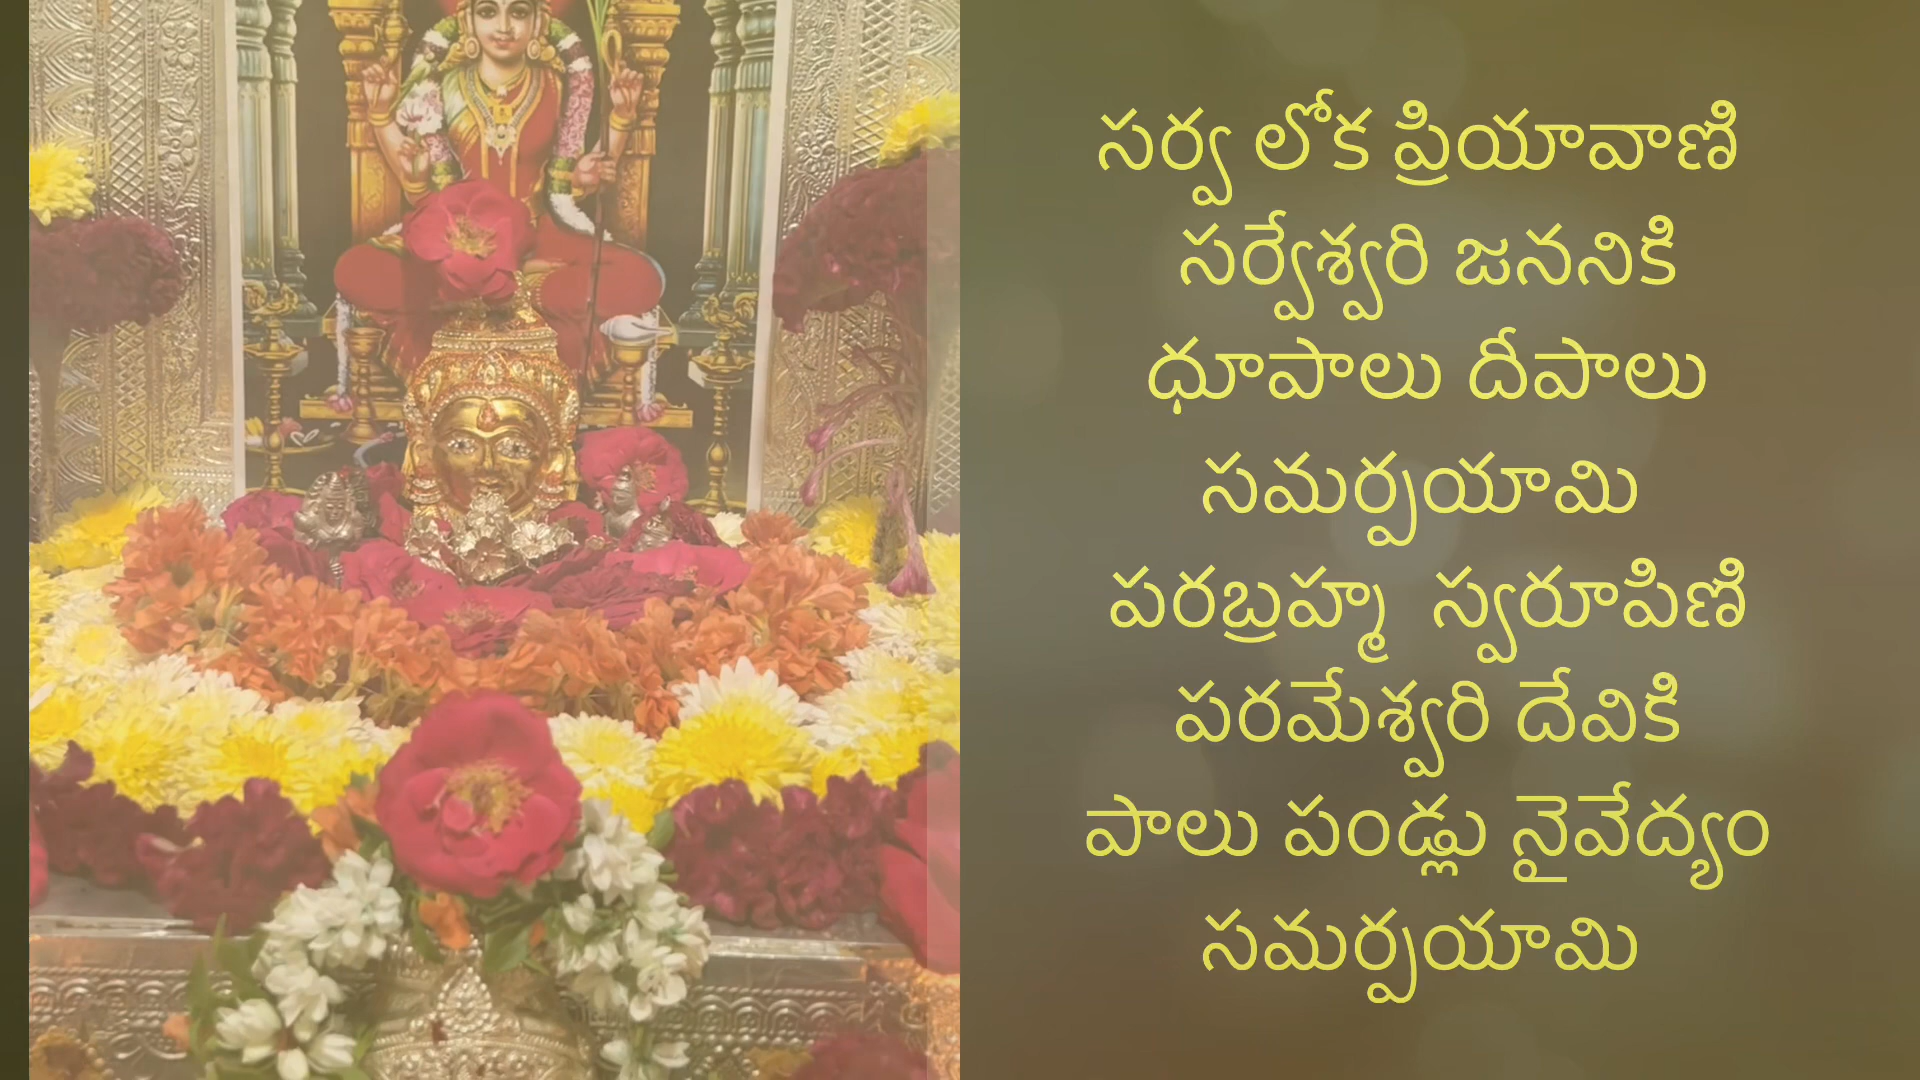 సర్వ లోక ప్రియావాణి
సర్వేశ్వరి జననికి
ధూపాలు దీపాలు
సమర్పయామి
పరబ్రహ్మ స్వరూపిణి
పరమేశ్వరి దేవికి
పాలు పండ్లు నైవేద్యం
సమర్పయామి